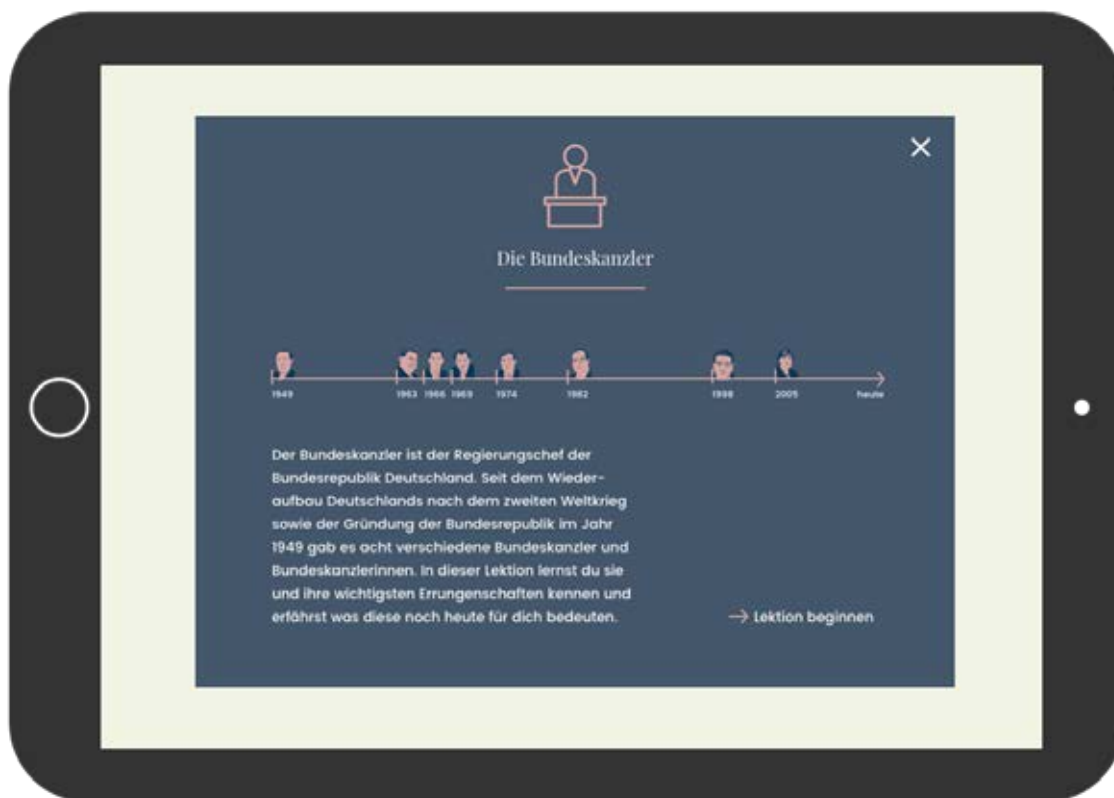 Die Bundeskanzler
1949 1963 1966 1969 1974 1982 1998 2005 heute
Der Bundeskanzler ist der Regierungschef der
Bundesrepublik Deutschland. Seit dem Wieder-
aufbau Deutschlands nach dem zweiten Weltkrieg
sowie der Gründung der Bundesrepublik im Jahr
1949 gab es acht verschiedene Bundeskanzler und
Bundeskanzlerinnen. In dieser Lektion lernst du sie
und ihre wichtigsten Errungenschaften kennen und
erfährst was diese noch heute für dich bedeuten.
Lektion beginnen